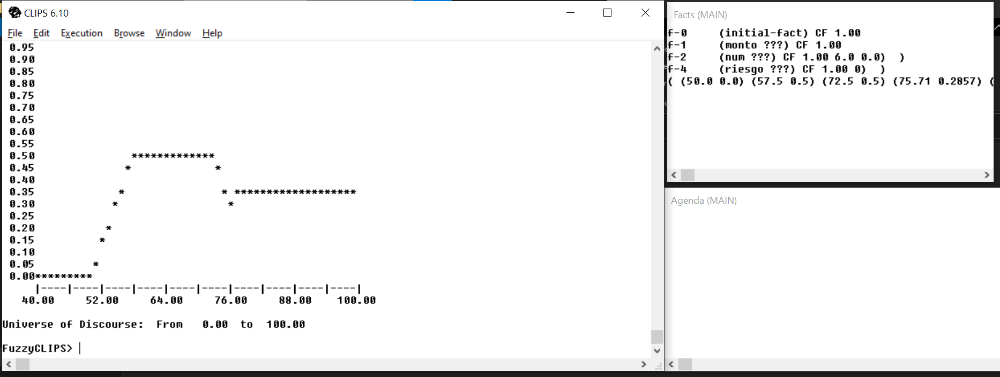 CLIPS 6.10
File Edit Execution Browse Window Help
0.95
0.90
0.85
0.80
0.75
0.70
0.65
0.60
0.55
0.50 *************
0.45 * *
0.40
0.35 * * *******************
0.30 * *
0.25
0.20 *
0.15 *
0.10
0.05 *
0.00*********
|----|----|----|----|----|----|----|----|----|----|
40.00 52.00 64.00 76.00 88.00 100.00
Universe of Discourse: From 0.00 to 100.00
FuzzyCLIPS>
Facts (MAIN)
f-0 (initial-fact) CF 1.00
f-1 (monto ???) CF 1.00
f-2 (num ???) CF 1.00 6.0 0.0) )
f-4 (riesgo ???) CF 1.00 0) )
( (50.0 0.0) (57.5 0.5) (72.5 0.5) (75.71 0.2857) (
Agenda (MAIN)